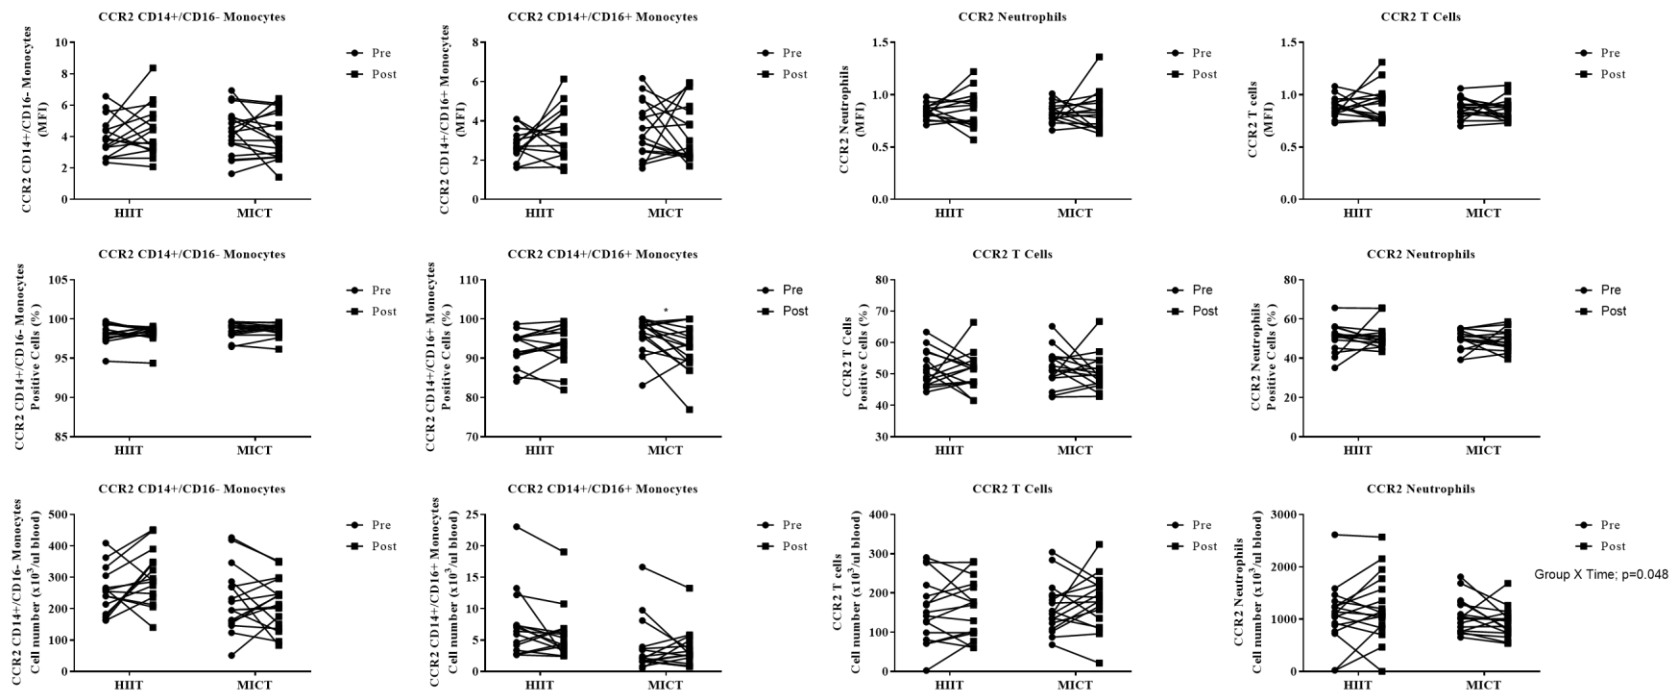 CCR2 CD14+/CD16- Monocytes
CCR2 CD14+/CD16- Monocytes
(MFI)
10
8
6
4
2
0
HIIT
MICT
Pre
Post
CCR2 CD14+/CD16+ Monocytes
CCR2 CD14+/CD16+ Monocytes
(MFI)
8
6
4
2
0
HIIT
MICT
Pre
Post
CCR2 Neutrophils
CCR2 Neutrophils
(MFI)
1.5
1.0
0.5
0.0
HIIT
MICT
Pre
Post
CCR2 T Cells
CCR2 T cells
(MFI)
1.5
1.0
0.5
0.0
HIIT
MICT
Pre
Post
CCR2 CD14+/CD16- Monocytes
CCR2 CD14+/CD16- Monocytes
Positive Cells (%)
105
100
95
90
85
HIIT
MICT
Pre
Post
CCR2 CD14+/CD16+ Monocytes
CCR2 CD14+/CD16+ Monocytes
Positive Cells (%)
110
100
90
80
70
*
HIIT
MICT
Pre
Post
CCR2 T Cells
CCR2 T Cells
Positive Cells (%)
80
70
60
50
40
30
HIIT
MICT
Pre
Post
CCR2 Neutrophils
CCR2 Neutrophils
Positive Cells (%)
80
60
40
20
0
HIIT
MICT
Pre
Post
CCR2 CD14+/CD16- Monocytes
CCR2 CD14+/CD16- Monocytes
Cell number (x10³/ul blood)
500
400
300
200
100
0
HIIT
MICT
Pre
Post
CCR2 CD14+/CD16+ Monocytes
CCR2 CD14+/CD16+ Monocytes
Cell number (x10³/ul blood)
25
20
15
10
5
0
HIIT
MICT
Pre
Post
CCR2 T Cells
CCR2 T cells
Cell number (x10³/ul blood)
400
300
200
100
0
HIIT
MICT
Pre
Post
CCR2 Neutrophils
CCR2 Neutrophils
Cell number (x10³/ul blood)
3000
2000
1000
0
HIIT
MICT
Pre
Post
Group X Time; p=0.048